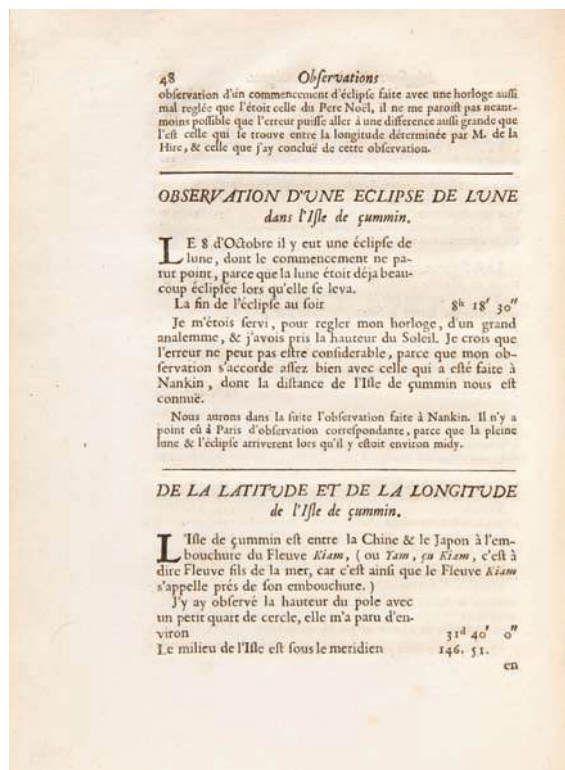 48 Observations
observation d'un commencement d'éclipse faite avec une horloge aussi
mal reglée que l'étoit celle du Pere Noël, il ne me paroist pas neant-
moins possible que l'erreur puisse aller à une difference aussi grande que
l'est celle qui se trouve entre la longitude déterminée par M. de la
Hire, & celle que j'ay concluë de cette observation.
OBSERVATION D'UNE ECLIPSE DE LUNE
dans l'Isle de çummin.
LE 8 d'Octobre il y eut une éclipse de
lune, dont le commencement ne pa-
rut point, parce que la lune étoit déja beau-
coup éclipsée lors qu'elle se leva.
La fin de l'éclipse au soir 8h 18' 30"
Je m'étois servi, pour regler mon horloge, d'un grand
analemme, & j'avois pris la hauteur du Soleil. Je crois que
l'erreur ne peut pas estre considerable, parce que mon ob-
servation s'accorde assez bien avec celle qui a esté faite à
Nankin, dont la distance de l'Isle de çummin nous est
connuë.
Nous aurons dans la suite l'observation faite à Nankin. Il n'y a
point eû à Paris d'observation correspondante, parce que la pleine
lune & l'éclipse arriverent lors qu'il y estoit environ midy.
DE LA LATITUDE ET DE LA LONGITUDE
de l'Isle de çummin.
L'Isle de çummin est entre la Chine & le Japon à l'em-
bouchure du Fleuve Kiam, ( ou Yam, çu Kiam, c'est à
dire Fleuve fils de la mer, car c'est ainsi que le Fleuve Kiam
s'appelle prés de son embouchure. )
J'y ay observé la hauteur du pole avec
un petit quart de cercle, elle m'a paru d'en-
viron 31d 40' 0"
Le milieu de l'Isle est sous le meridien 146. 51.
en